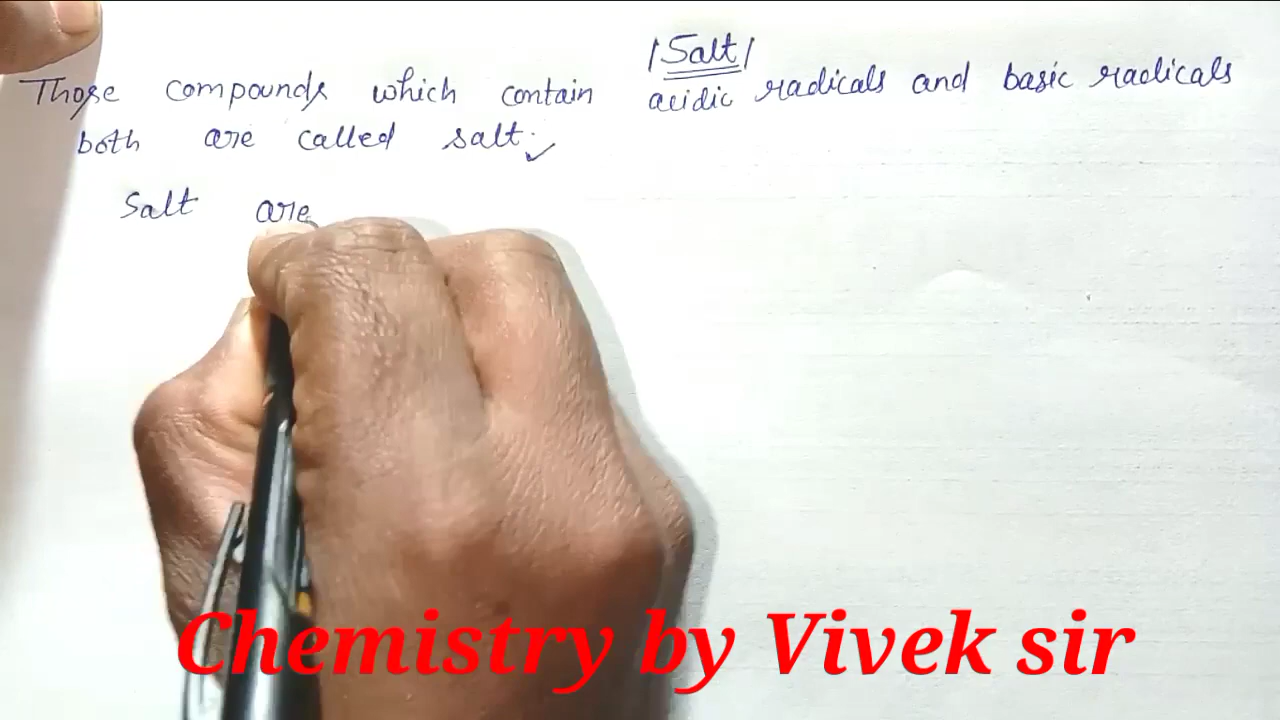 |Salt|
Those compounds which contain acidic radicals and basic radicals
both are called salt.
Salt are
Chemistry by Vivek sir